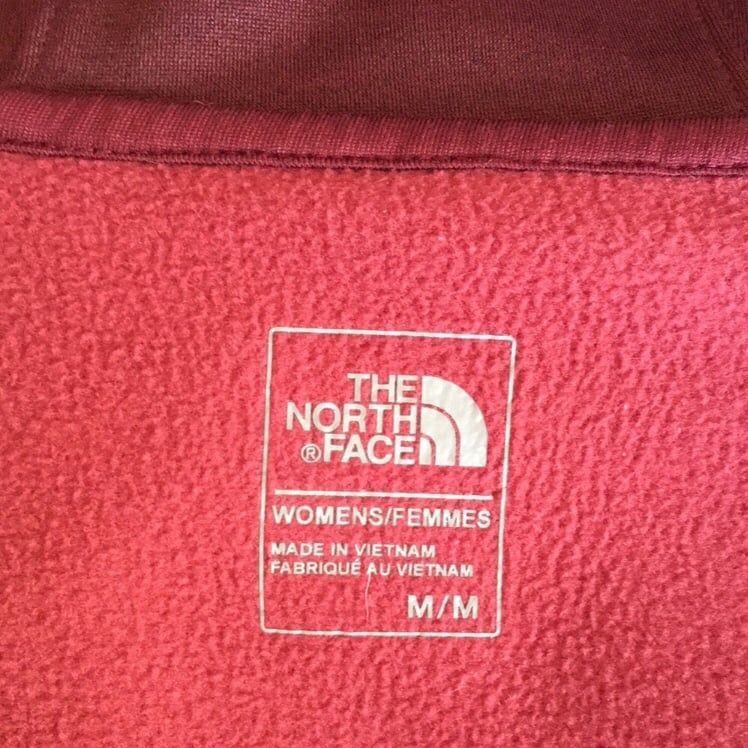 THE
NORTH
®FACE
WOMENS/FEMMES
MADE IN VIETNAM
FABRIQUÉ AU VIETNAM
M/M